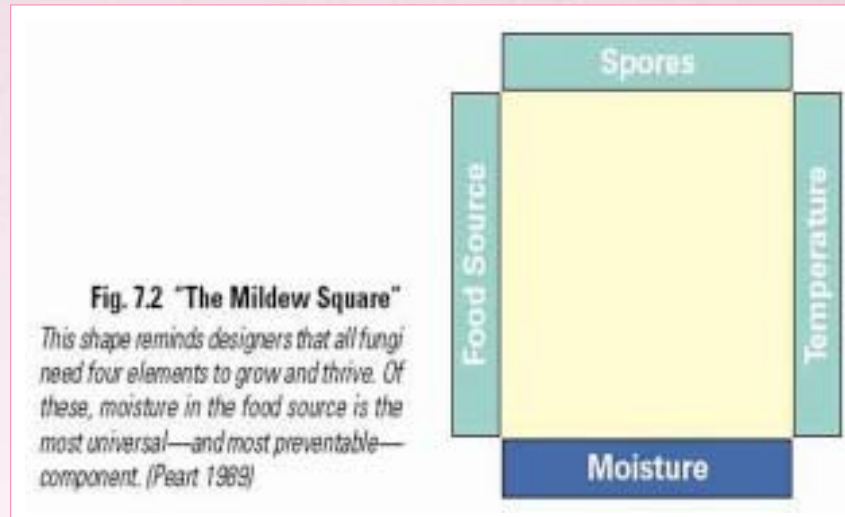 Spores
Food Source
Temperature
Moisture
Fig. 7.2 "The Mildew Square"
This shape reminds designers that all fungi
need four elements to grow and thrive. Of
these, moisture in the food source is the
most universal—and most preventable—
component. (Peart 1989)